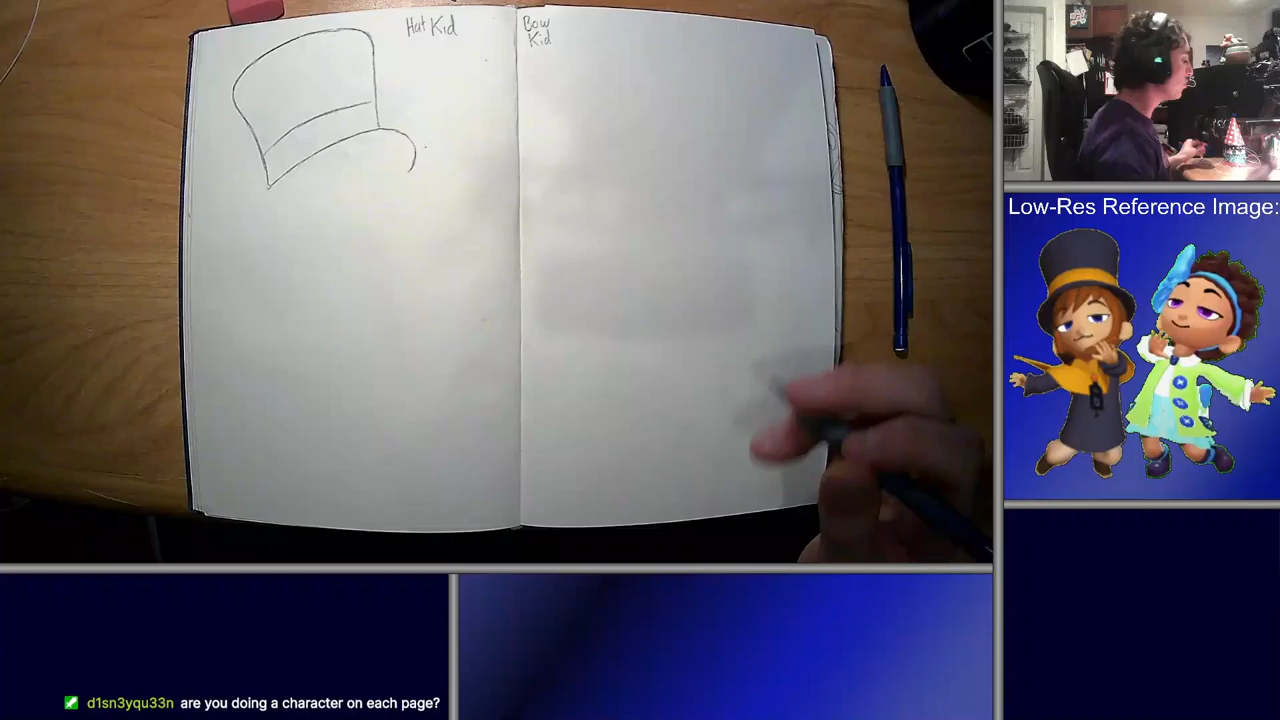 Hat Kid
Bow
Kid
Low-Res Reference Image:
d1sn3yqu33n are you doing a character on each page?